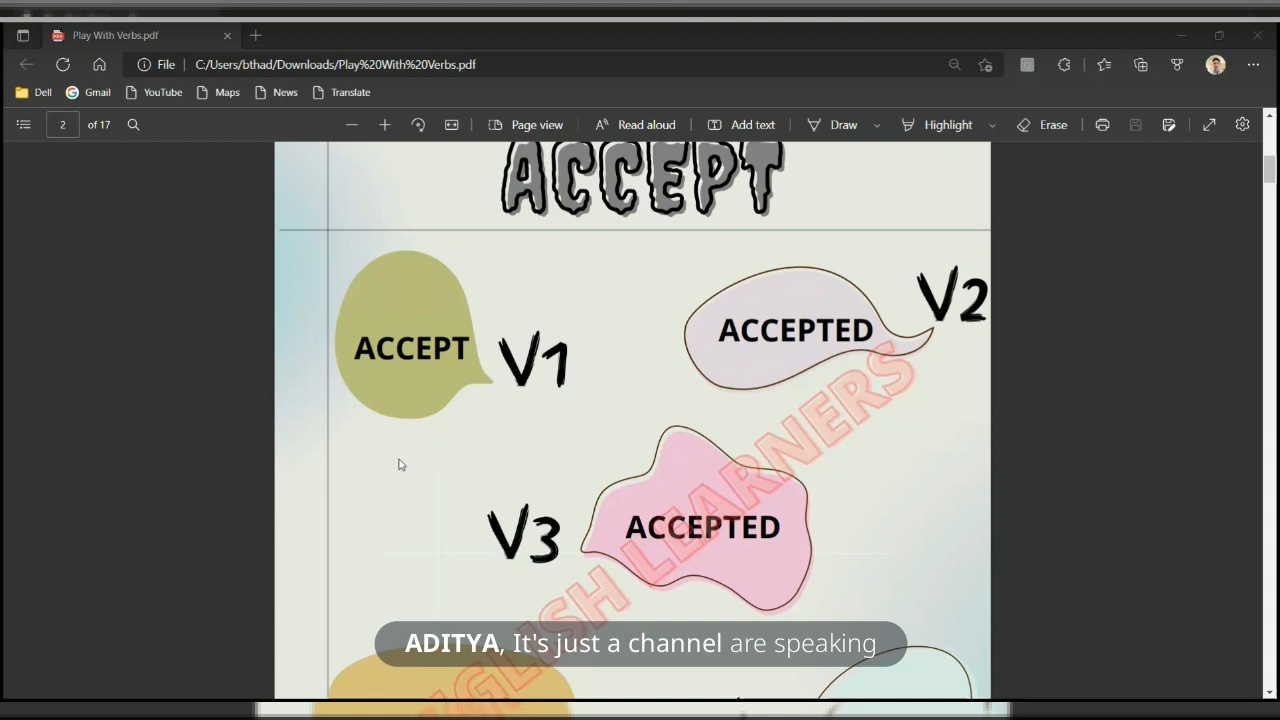 Play With Verbs.pdf
File | C:/Users/bthad/Downloads/Play%20With%20Verbs.pdf
Dell Gmail YouTube Maps News Translate
2 of 17 Page view Read aloud Add text Draw Highlight Erase
ACCEPT
ACCEPT V1
ACCEPTED V2
V3 ACCEPTED
ENGLISH LEARNERS
ADITYA, It's just a channel are speaking